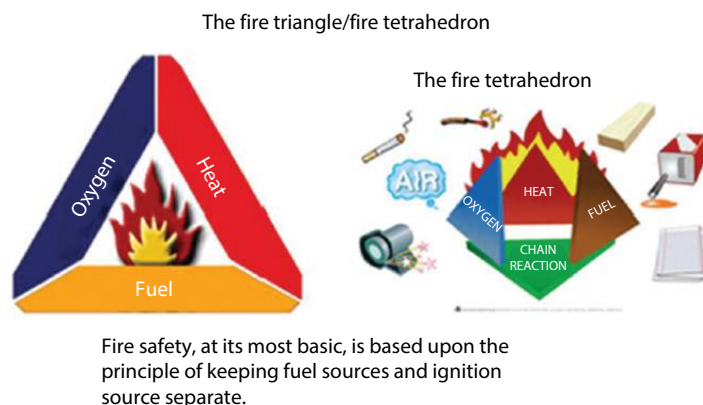 The fire triangle/fire tetrahedron
Oxygen
Heat
Fuel
The fire tetrahedron
AIR
OXYGEN
HEAT
FUEL
CHAIN
REACTION
Fire safety, at its most basic, is based upon the
principle of keeping fuel sources and ignition
source separate.